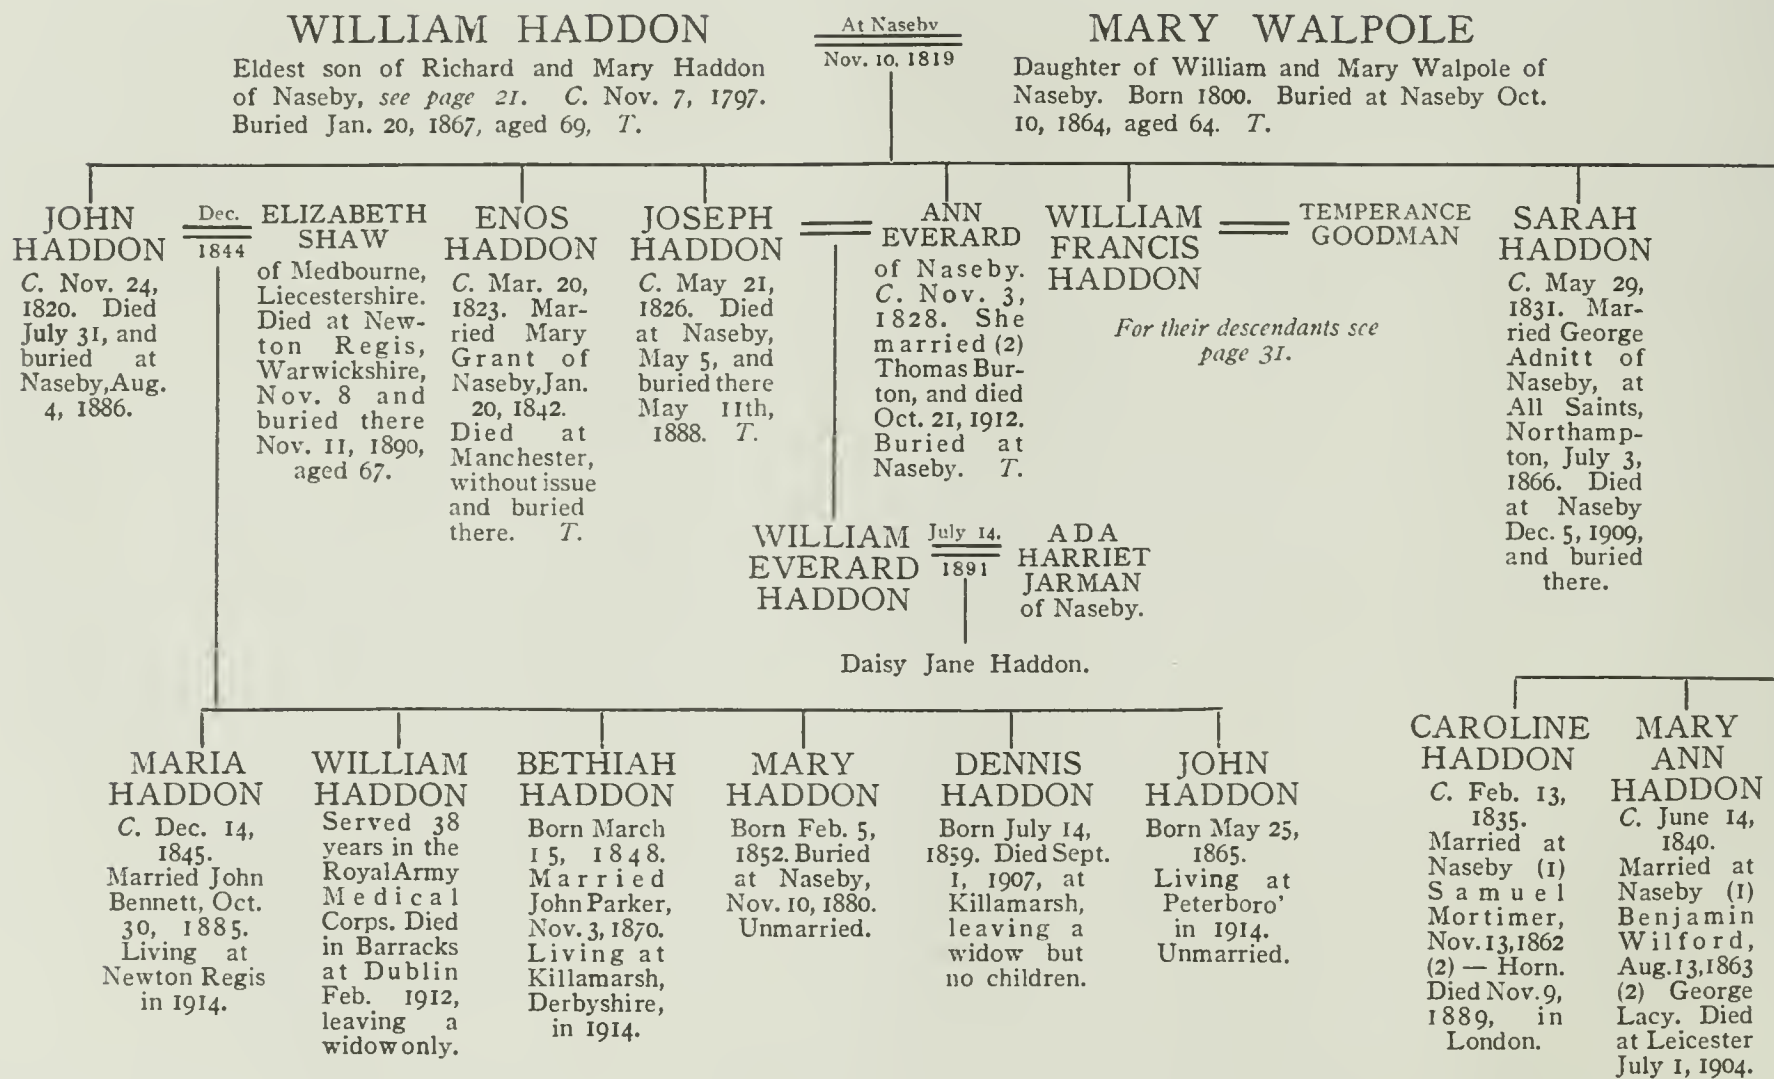 WILLIAM HADDON
Eldest son of Richard and Mary Haddon
of Naseby, see page 21. C. Nov. 7, 1797.
Buried Jan. 20, 1867, aged 69, T.
At Naseby
Nov. 10, 1819
MARY WALPOLE
Daughter of William and Mary Walpole of
Naseby. Born 1800. Buried at Naseby Oct.
10, 1864, aged 64. T.
JOHN
HADDON
C. Nov. 24,
1820. Died
July 31, and
buried at
Naseby, Aug.
4, 1886.
Dec.
1844
ELIZABETH
SHAW
of Medbourne,
Liecestershire.
Died at New-
ton Regis,
Warwickshire,
Nov. 8 and
buried there
Nov. 11, 1890,
aged 67.
ENOS
HADDON
C. Mar. 20,
1823. Mar-
ried Mary
Grant of
Naseby, Jan.
20, 1842.
Died at
Manchester,
without issue
and buried
there. T.
JOSEPH
HADDON
C. May 21,
1826. Died
at Naseby,
May 5, and
buried there
May 11th,
1888. T.
ANN
EVERARD
of Naseby.
C. Nov. 3,
1828. She
married (2)
Thomas Bur-
ton, and died
Oct. 21, 1912.
Buried at
Naseby. T.
WILLIAM
FRANCIS
HADDON
TEMPERANCE
GOODMAN
For their descendants see
page 31.
SARAH
HADDON
C. May 29,
1831. Mar-
ried George
Adnitt of
Naseby, at
All Saints,
Northamp-
ton, July 3,
1866. Died
at Naseby
Dec. 5, 1909,
and buried
there.
WILLIAM
EVERARD
HADDON
July 14.
1891
ADA
HARRIET
JARMAN
of Naseby.
Daisy Jane Haddon.
MARIA
HADDON
C. Dec. 14,
1845.
Married John
Bennett, Oct.
30, 1885.
Living at
Newton Regis
in 1914.
WILLIAM
HADDON
Served 38
years in the
Royal Army
Medical
Corps. Died
in Barracks
at Dublin
Feb. 1912,
leaving a
widow only.
BETHIAH
HADDON
Born March
15, 1848.
Married
John Parker,
Nov. 3, 1870.
Living at
Killamarsh,
Derbyshire,
in 1914.
MARY
HADDON
Born Feb. 5,
1852. Buried
at Naseby,
Nov. 10, 1880.
Unmarried.
DENNIS
HADDON
Born July 14,
1859. Died Sept.
1, 1907, at
Killamarsh,
leaving a
widow but
no children.
JOHN
HADDON
Born May 25,
1865.
Living at
Peterboro'
in 1914.
Unmarried.
CAROLINE
HADDON
C. Feb. 13,
1835.
Married at
Naseby (1)
Samuel
Mortimer,
Nov. 13, 1862
(2) — Horn.
Died Nov. 9,
1889, in
London.
MARY
ANN
HADDON
C. June 14,
1840.
Married at
Naseby (1)
Benjamin
Wilford,
Aug. 13, 1863
(2) George
Lacy. Died
at Leicester
July 1, 1904.